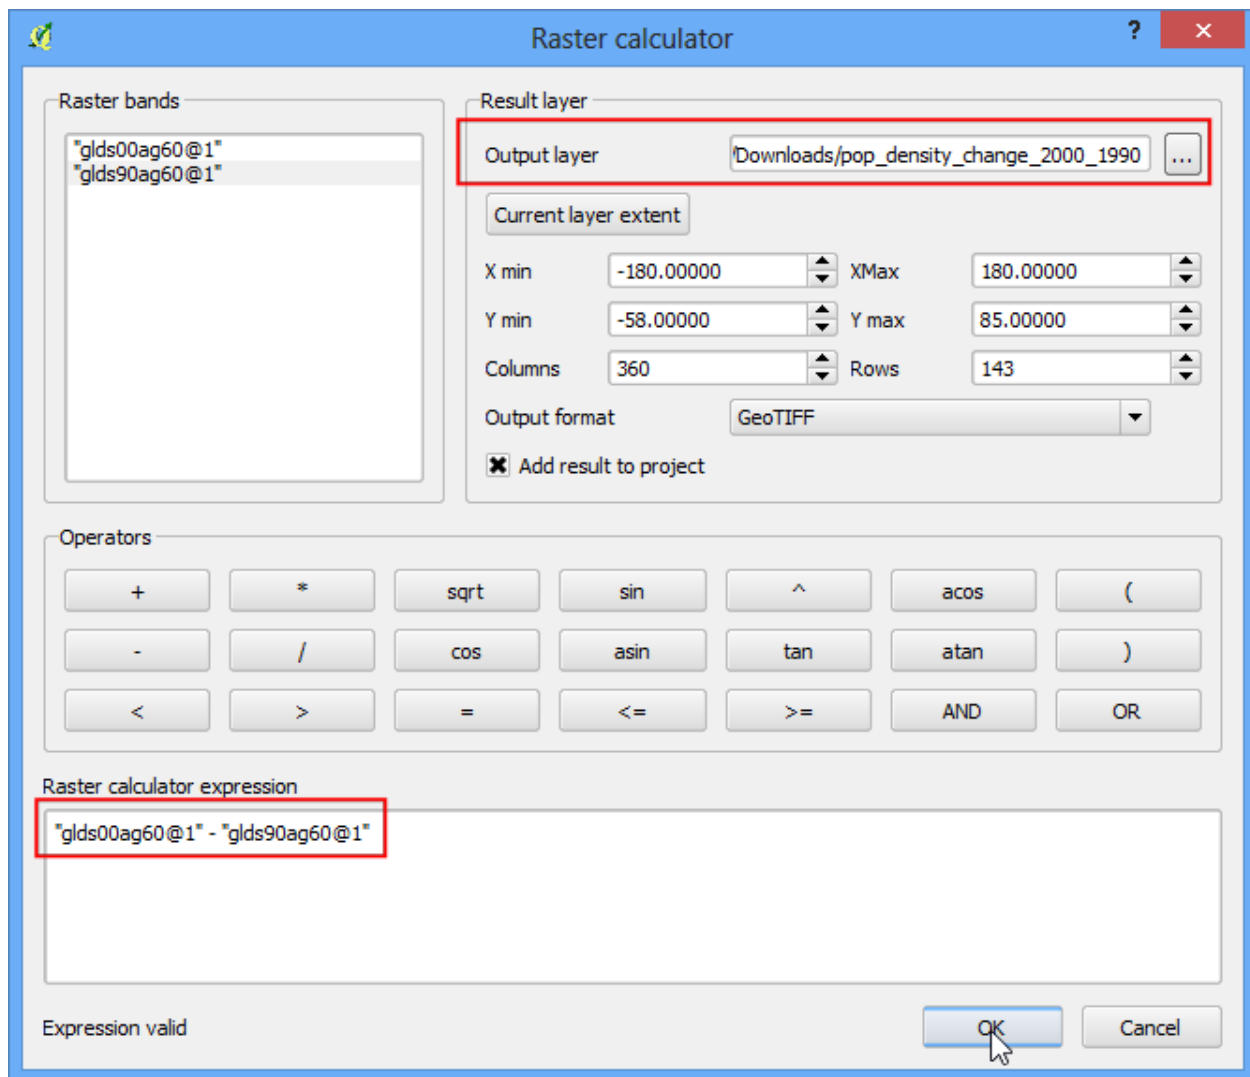 Raster calculator
?
Raster bands
"glds00ag60@1"
"glds90ag60@1"
Result layer
Output layer /Downloads/pop_density_change_2000_1990 ...
Current layer extent
X min -180.00000 XMax 180.00000
Y min -58.00000 Y max 85.00000
Columns 360 Rows 143
Output format GeoTIFF
Add result to project
Operators
+ * sqrt sin ^ acos (
- / cos asin tan atan )
< > = <= >= AND OR
Raster calculator expression
"glds00ag60@1" - "glds90ag60@1"
Expression valid OK Cancel